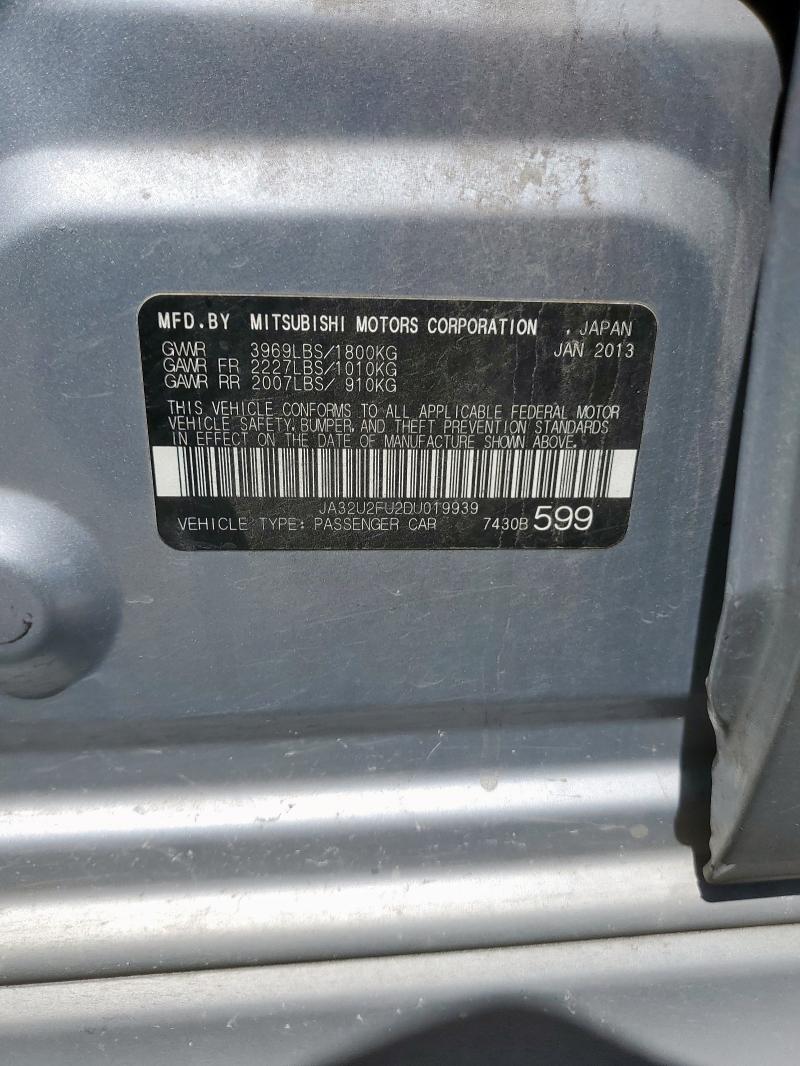 MFD.BY MITSUBISHI MOTORS CORPORATION , JAPAN
GVWR 3969LBS/1800KG JAN 2013
GAWR FR 2227LBS/1010KG
GAWR RR 2007LBS/ 910KG
THIS VEHICLE CONFORMS TO ALL APPLICABLE FEDERAL MOTOR
VEHICLE SAFETY, BUMPER, AND THEFT PREVENTION STANDARDS
IN EFFECT ON THE DATE OF MANUFACTURE SHOWN ABOVE.
JA32U2FU2DU019939
VEHICLE TYPE: PASSENGER CAR 7430B 599